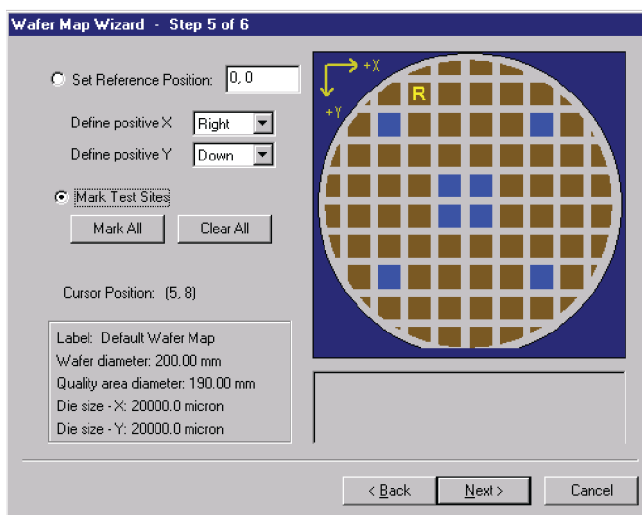 Wafer Map Wizard - Step 5 of 6
Set Reference Position: 0, 0
Define positive X Right
Define positive Y Down
Mark Test Sites
Mark All Clear All
Cursor Position: (5, 8)
Label: Default Wafer Map
Wafer diameter: 200.00 mm
Quality area diameter: 190.00 mm
Die size - X: 20000.0 micron
Die size - Y: 20000.0 micron
+X
R
+Y
< Back Next > Cancel